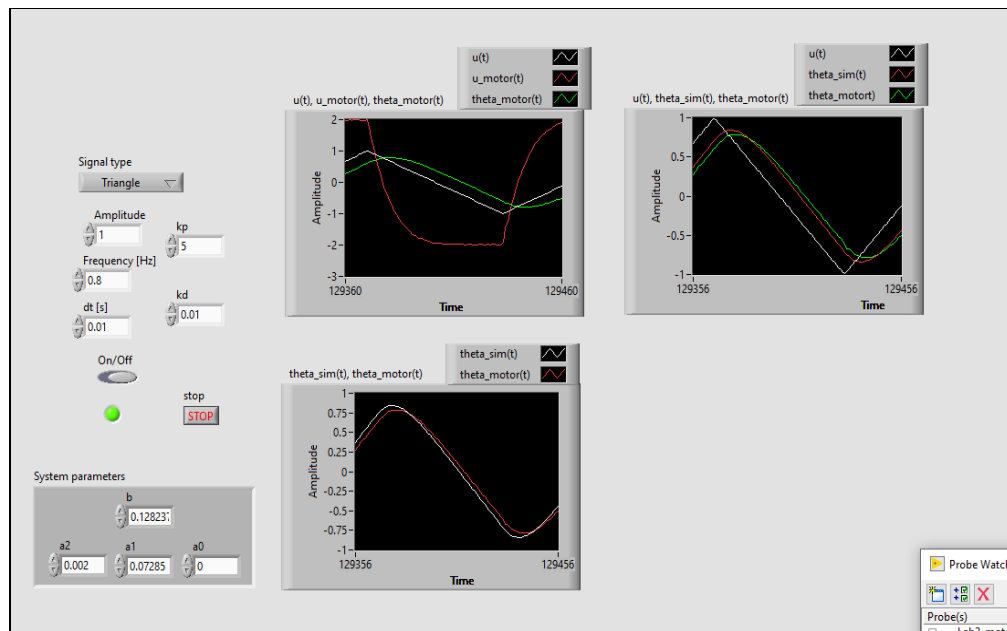 u(t)
u_motor(t)
theta_motor(t)
u(t), u_motor(t), theta_motor(t)
2
1
0
-1
-2
-3
Amplitude
129360
129460
Time
u(t)
theta_sim(t)
theta_motort)
u(t), theta_sim(t), theta_motor(t)
1
0.5
0
-0.5
-1
Amplitude
129356
129456
Time
Signal type
Triangle
Amplitude
1
kp
5
Frequency [Hz]
0.8
dt [s]
0.01
kd
0.01
On/Off
stop
STOP
theta_sim(t)
theta_motor(t)
theta_sim(t), theta_motor(t)
1
0.75
0.5
0.25
0
-0.25
-0.5
-0.75
-1
Amplitude
129356
129456
Time
System parameters
b
0.12823
a2
0.002
a1
0.07285
a0
0
Probe Watch
Probe(s)